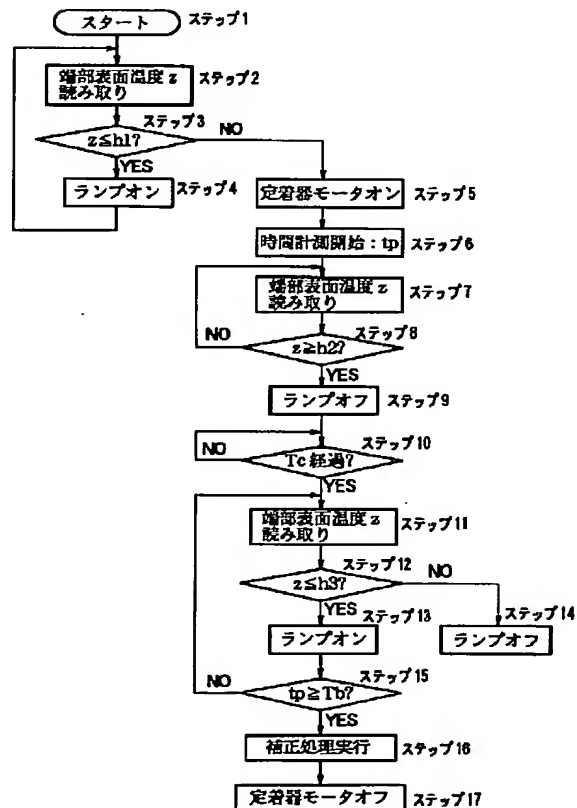 スタート ステップ1
端部表面温度 z
読み取り ステップ2
z≦h1? ステップ3
NO
YES
ランプオン ステップ4
定着器モータオン ステップ5
時間計測開始：tp ステップ6
端部表面温度 z
読み取り ステップ7
z≧h2? ステップ8
NO
YES
ランプオフ ステップ9
Tc 経過? ステップ10
NO
YES
端部表面温度 z
読み取り ステップ11
z≦h3? ステップ12
NO
YES
ランプオン ステップ13
ランプオフ ステップ14
tp≧Tb? ステップ15
NO
YES
補正処理実行 ステップ16
定着器モータオフ ステップ17